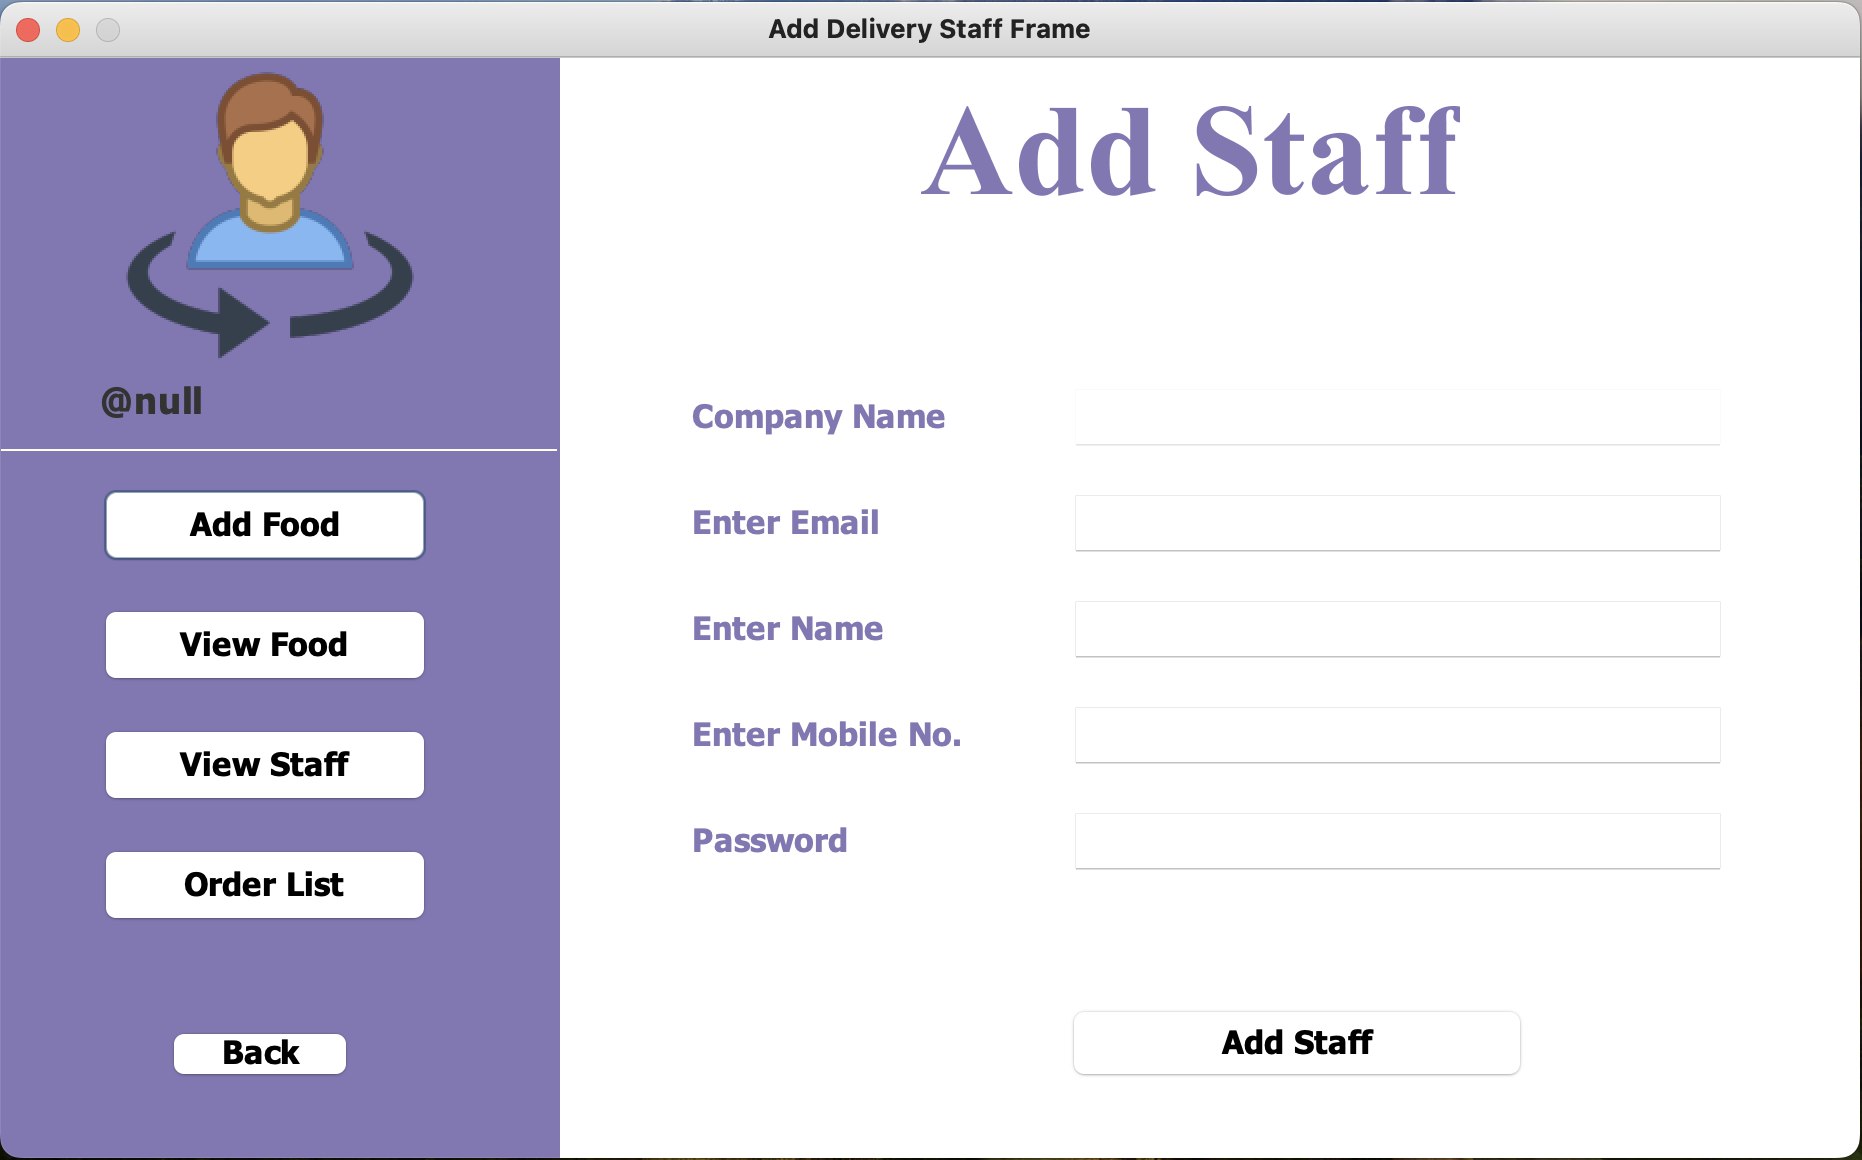 Add Delivery Staff Frame
@null
Add Food
View Food
View Staff
Order List
Back
Add Staff
Company Name
Enter Email
Enter Name
Enter Mobile No.
Password
Add Staff